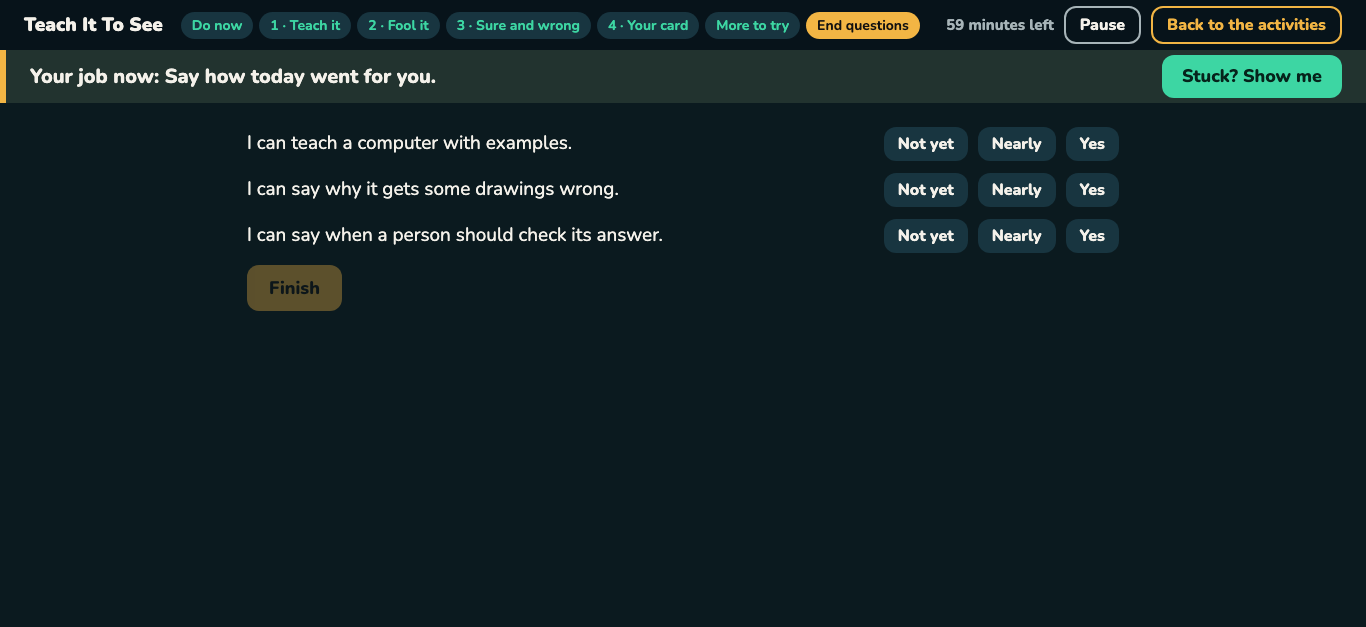 Teach It To See Do now 1 · Teach it 2 · Fool it 3 · Sure and wrong 4 · Your card More to try End questions 59 minutes left Pause Back to the activities
Your job now: Say how today went for you. Stuck? Show me
I can teach a computer with examples. Not yet Nearly Yes
I can say why it gets some drawings wrong. Not yet Nearly Yes
I can say when a person should check its answer. Not yet Nearly Yes
Finish